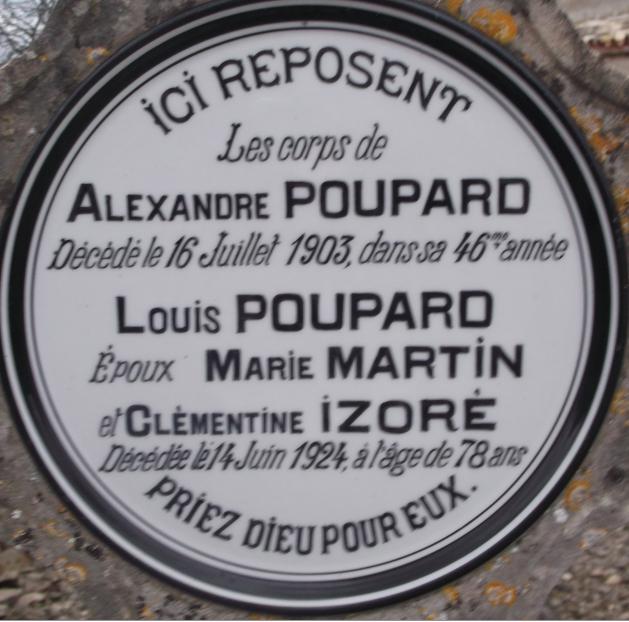 ICI REPOSENT
Les corps de
ALEXANDRE POUPARD
Décédé le 16 Juillet 1903, dans sa 46me année
LOUIS POUPARD
ÉPOUX MARIE MARTIN
et CLÉMENTINE IZORÉ
Décédée le 14 Juin 1924, à l'âge de 78 ans
PRIEZ DIEU POUR EUX.